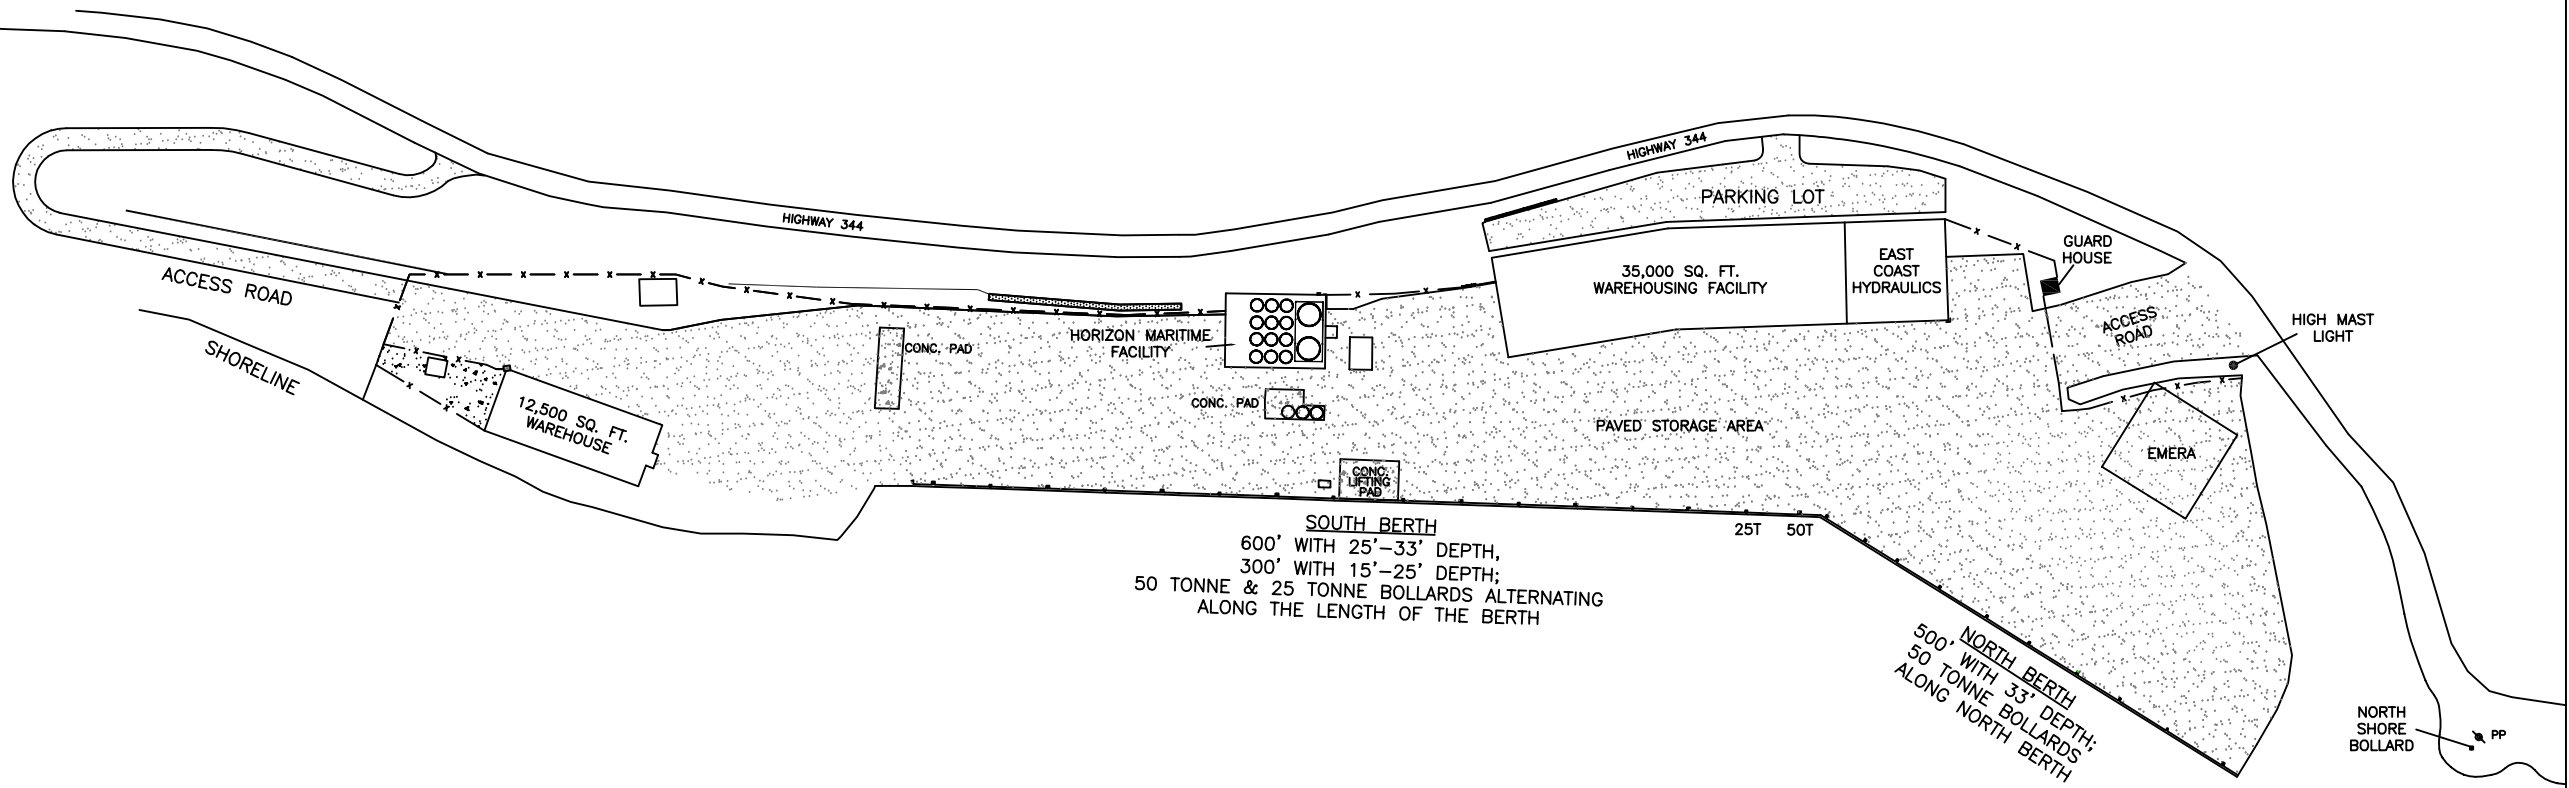 HIGHWAY 344
PARKING LOT
HIGHWAY 344
GUARD
HOUSE
EAST
COAST
HYDRAULICS
35,000 SQ. FT.
WAREHOUSING FACILITY
ACCESS ROAD
ACCESS
ROAD
HIGH MAST
LIGHT
HORIZON MARITIME
FACILITY
CONC. PAD
SHORELINE
CONC. PAD
12,500 SQ. FT.
WAREHOUSE
PAVED STORAGE AREA
EMERA
CONC.
LIFTING
PAD
SOUTH BERTH
600' WITH 25'-33' DEPTH,
300' WITH 15'-25' DEPTH;
50 TONNE & 25 TONNE BOLLARDS ALTERNATING
ALONG THE LENGTH OF THE BERTH
25T
50T
NORTH BERTH
500' WITH 33' DEPTH;
50 TONNE BOLLARDS
ALONG NORTH BERTH
NORTH
SHORE
BOLLARD
PP